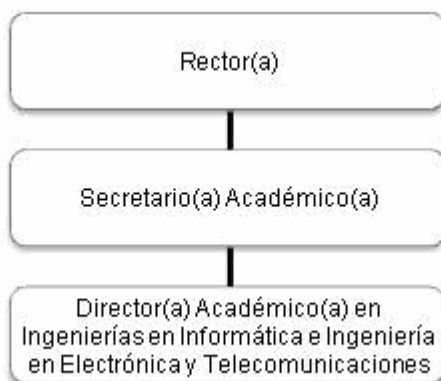 Rector(a)
Secretario(a) Académico(a)
Director(a) Académico(a) en
Ingenierías en Informática e Ingeniería
en Electrónica y Telecomunicaciones